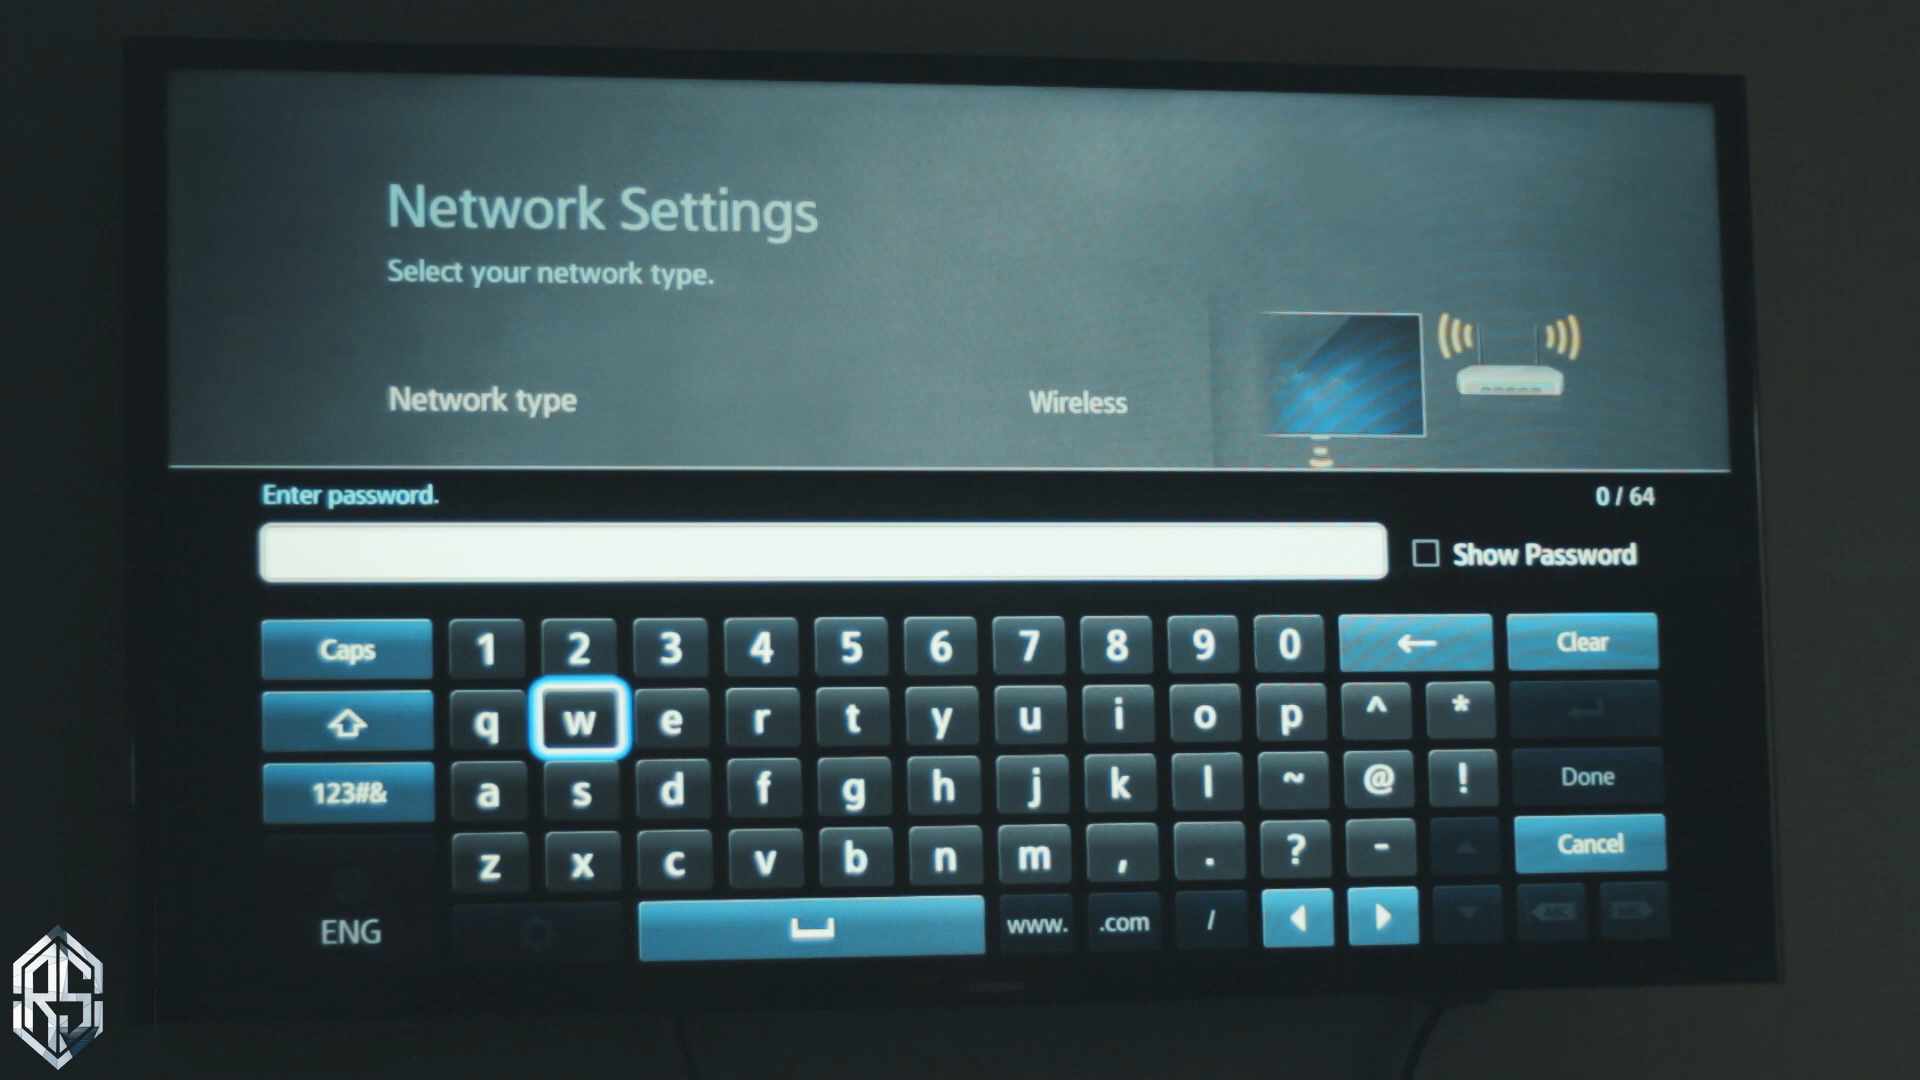 Network Settings
Select your network type.
Network type Wireless
Enter password. 0 / 64
Show Password
Caps 1 2 3 4 5 6 7 8 9 0 ← Clear
q w e r t y u i o p ^ *
123#& a s d f g h j k l ~ @ ! Done
z x c v b n m , . ? - Cancel
ENG www. .com /
RS